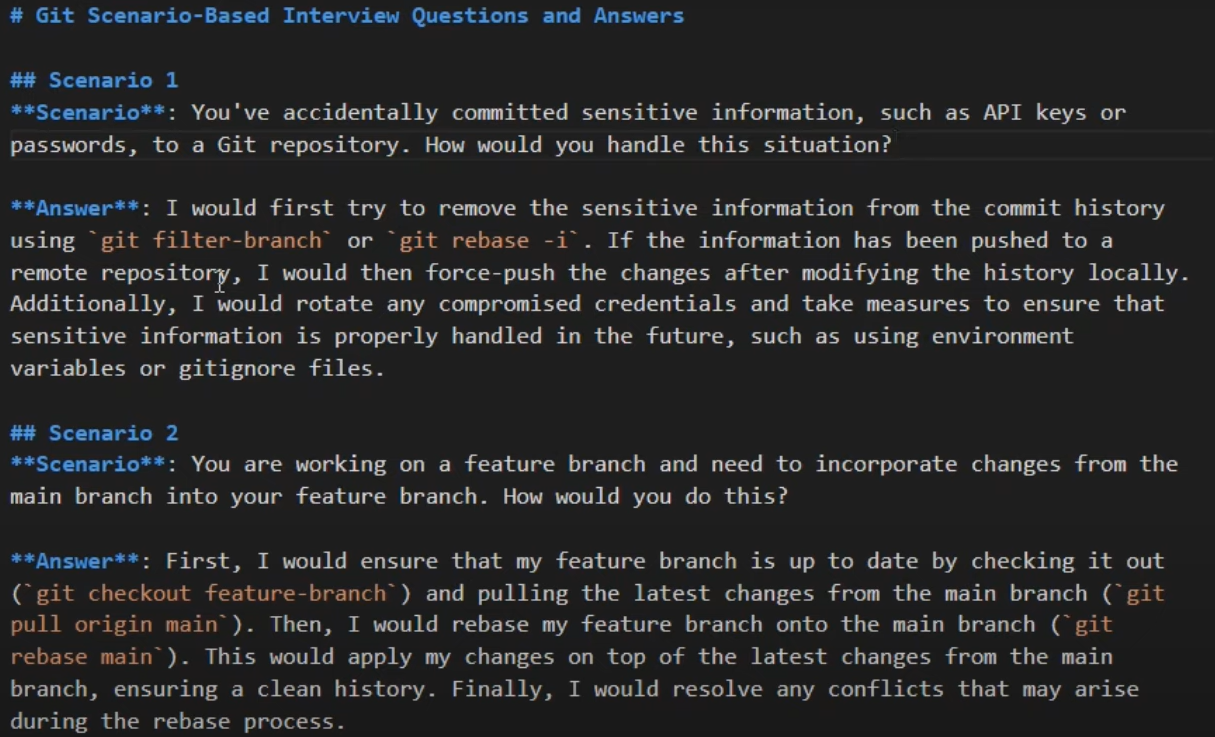 # Git Scenario-Based Interview Questions and Answers
## Scenario 1
**Scenario**: You've accidentally committed sensitive information, such as API keys or
passwords, to a Git repository. How would you handle this situation?
**Answer**: I would first try to remove the sensitive information from the commit history
using `git filter-branch` or `git rebase -i`. If the information has been pushed to a
remote repository, I would then force-push the changes after modifying the history locally.
Additionally, I would rotate any compromised credentials and take measures to ensure that
sensitive information is properly handled in the future, such as using environment
variables or gitignore files.
## Scenario 2
**Scenario**: You are working on a feature branch and need to incorporate changes from the
main branch into your feature branch. How would you do this?
**Answer**: First, I would ensure that my feature branch is up to date by checking it out
(`git checkout feature-branch`) and pulling the latest changes from the main branch (`git
pull origin main`). Then, I would rebase my feature branch onto the main branch (`git
rebase main`). This would apply my changes on top of the latest changes from the main
branch, ensuring a clean history. Finally, I would resolve any conflicts that may arise
during the rebase process.